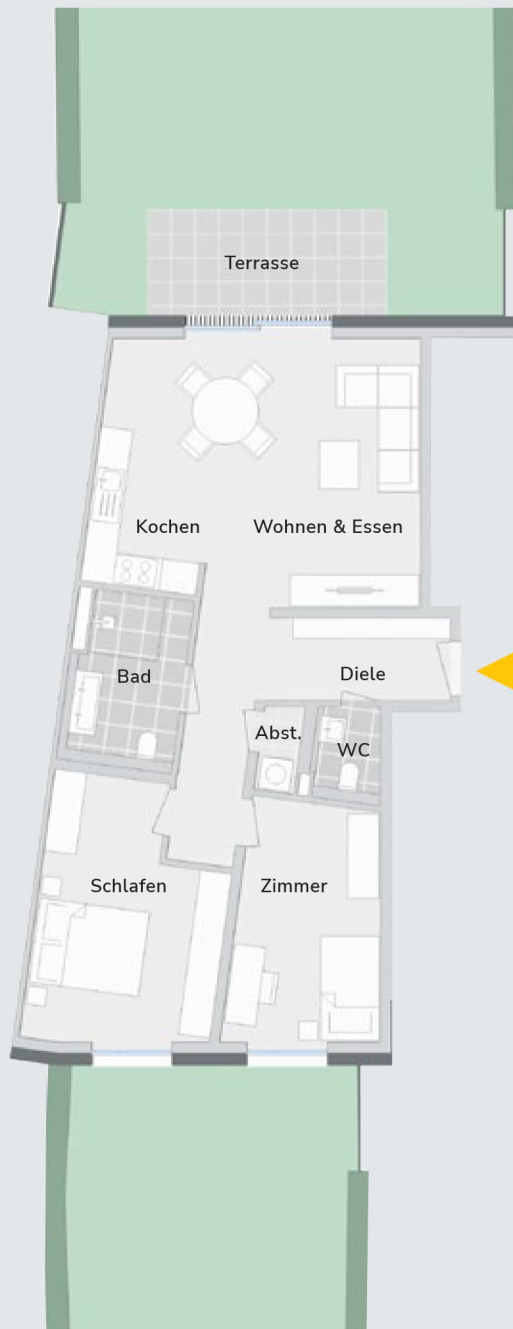 Terrasse
Kochen
Wohnen & Essen
Bad
Diele
Abst.
WC
Schlafen
Zimmer